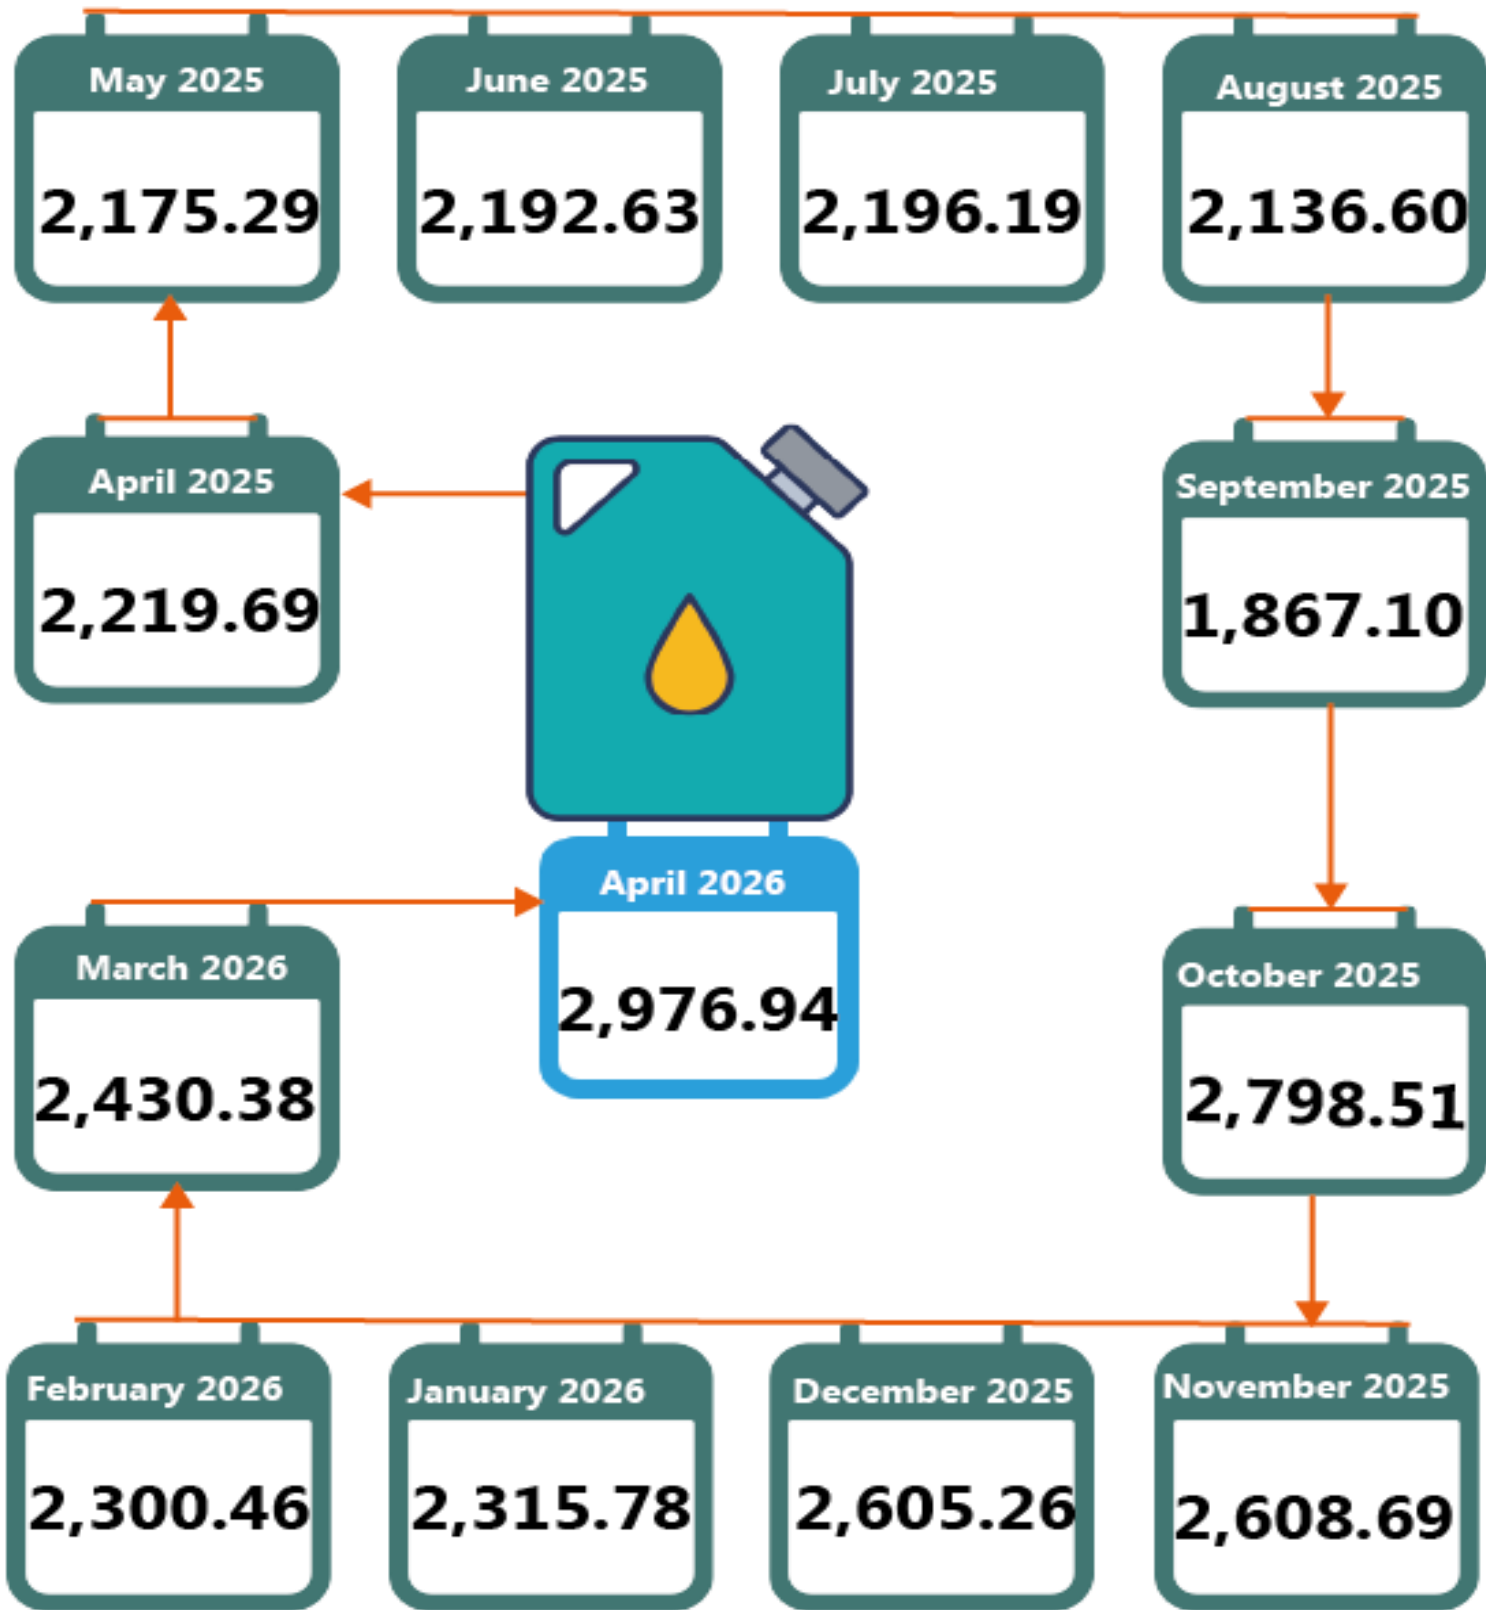 May 2025
2,175.29
June 2025
2,192.63
July 2025
2,196.19
August 2025
2,136.60
April 2025
2,219.69
September 2025
1,867.10
April 2026
2,976.94
March 2026
2,430.38
October 2025
2,798.51
February 2026
2,300.46
January 2026
2,315.78
December 2025
2,605.26
November 2025
2,608.69